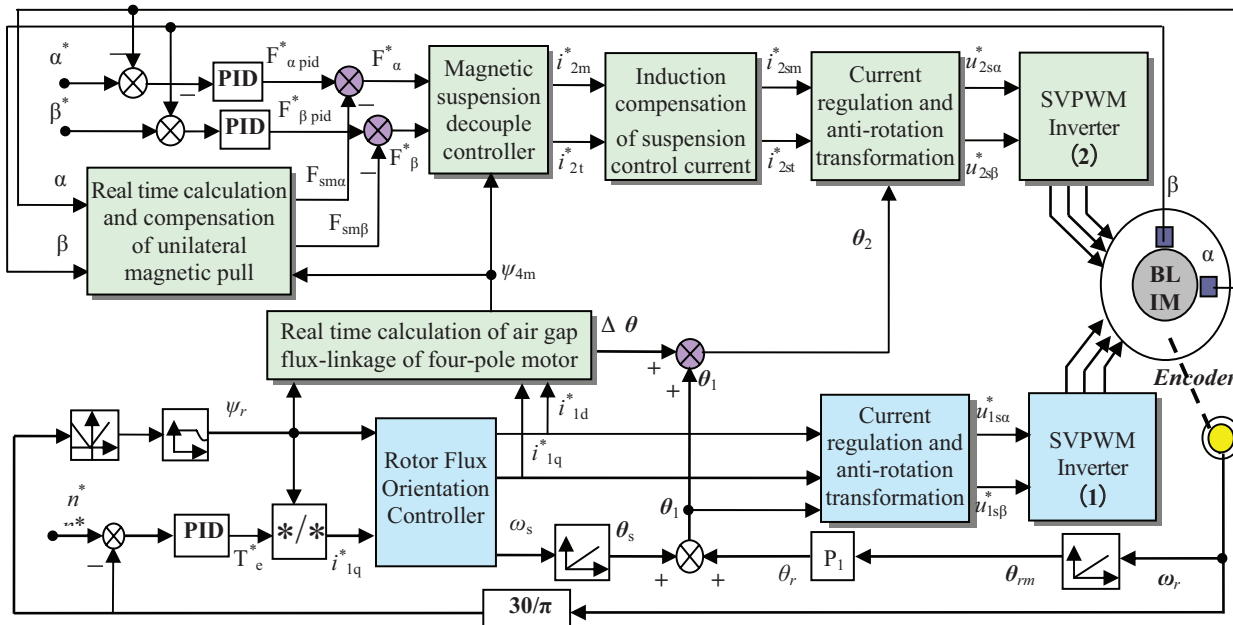 α*
β*
PID
PID
F*α pid
F*β pid
F*α
F*β
Magnetic
suspension
decouple
controller
i*2m
i*2t
Induction
compensation
of suspension
control current
i*2sm
i*2st
Current
regulation and
anti-rotation
transformation
u*2sα
u*2sβ
SVPWM
Inverter
(2)
α
β
Real time calculation
and compensation
of unilateral
magnetic pull
Fsmα
Fsmβ
ψ4m
θ2
β
α
BL
IM
Real time calculation of air gap
flux-linkage of four-pole motor
Δ θ
+
+
θ1
Encoder
ψr
i*1d
i*1q
Rotor Flux
Orientation
Controller
Current
regulation and
anti-rotation
transformation
u*1sα
u*1sβ
SVPWM
Inverter
(1)
n*
n*
PID
T*e
*/*
i*1q
ωs
θs
θ1
+
+
θr
P1
θrm
ωr
30/π